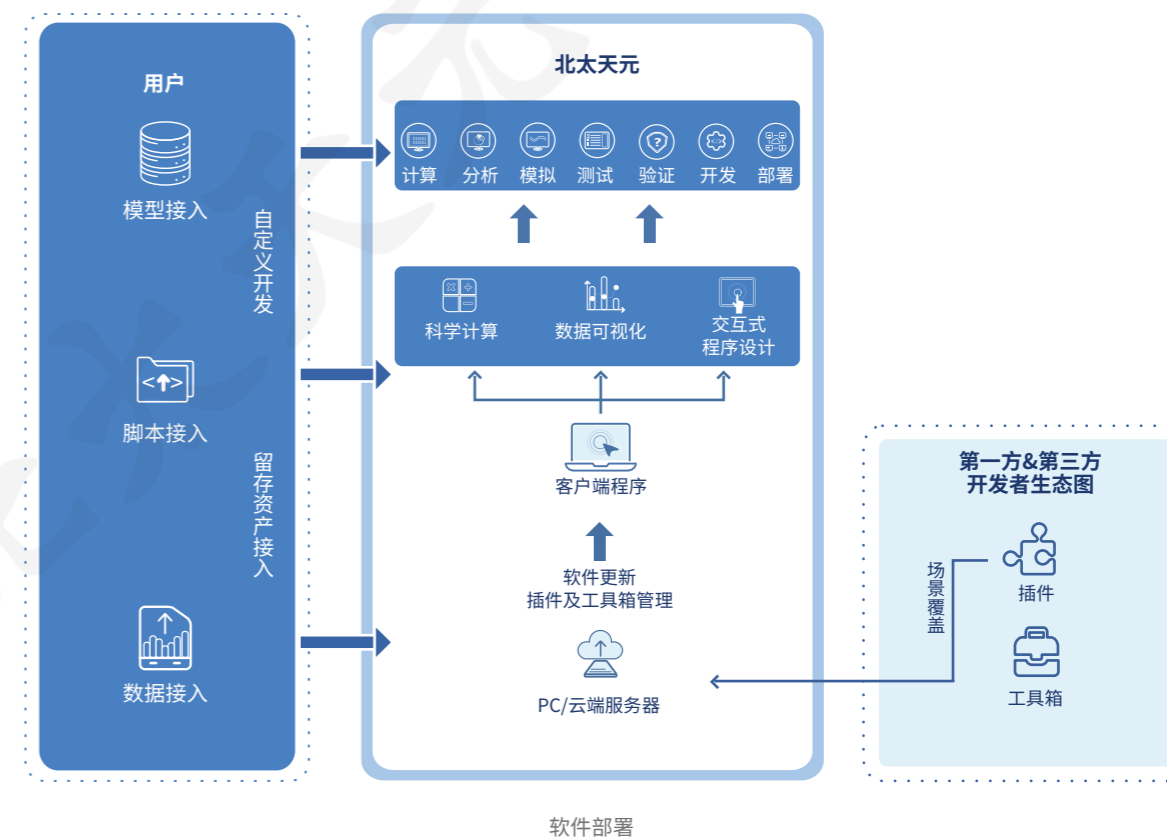 用户
模型接入
自定义开发
脚本接入
留存资产接入
数据接入
北太天元
计算 分析 模拟 测试 验证 开发 部署
科学计算 数据可视化 交互式
程序设计
客户端程序
软件更新
插件及工具箱管理
PC/云端服务器
第一方&第三方
开发者生态图
场景覆盖
插件
工具箱
软件部署